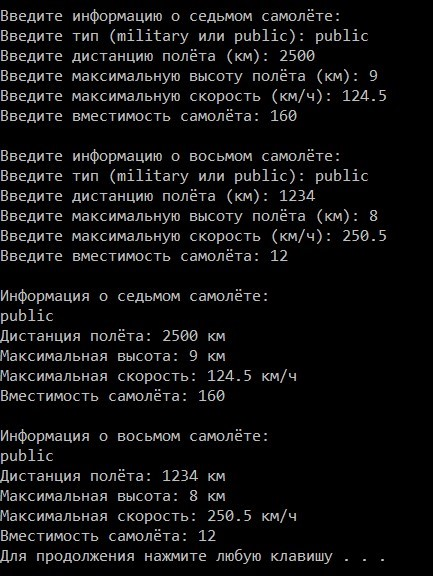 Введите информацию о седьмом самолёте:
Введите тип (military или public): public
Введите дистанцию полёта (км): 2500
Введите максимальную высоту полёта (км): 9
Введите максимальную скорость (км/ч): 124.5
Введите вместимость самолёта: 160
Введите информацию о восьмом самолёте:
Введите тип (military или public): public
Введите дистанцию полёта (км): 1234
Введите максимальную высоту полёта (км): 8
Введите максимальную скорость (км/ч): 250.5
Введите вместимость самолёта: 12
Информация о седьмом самолёте:
public
Дистанция полёта: 2500 км
Максимальная высота: 9 км
Максимальная скорость: 124.5 км/ч
Вместимость самолёта: 160
Информация о восьмом самолёте:
public
Дистанция полёта: 1234 км
Максимальная высота: 8 км
Максимальная скорость: 250.5 км/ч
Вместимость самолёта: 12
Для продолжения нажмите любую клавишу . . .